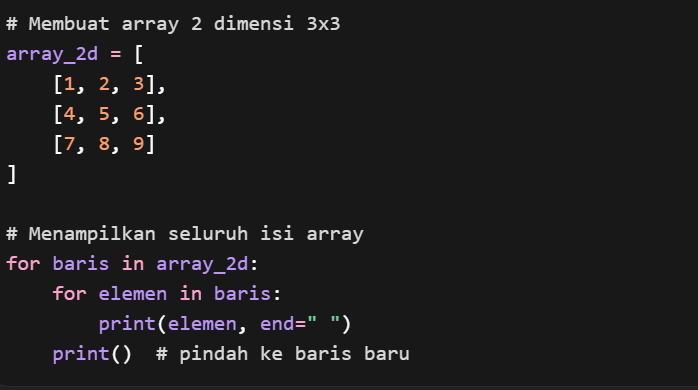 # Membuat array 2 dimensi 3x3
array_2d = [
    [1, 2, 3],
    [4, 5, 6],
    [7, 8, 9]
]

# Menampilkan seluruh isi array
for baris in array_2d:
    for elemen in baris:
        print(elemen, end=" ")
    print()  # pindah ke baris baru